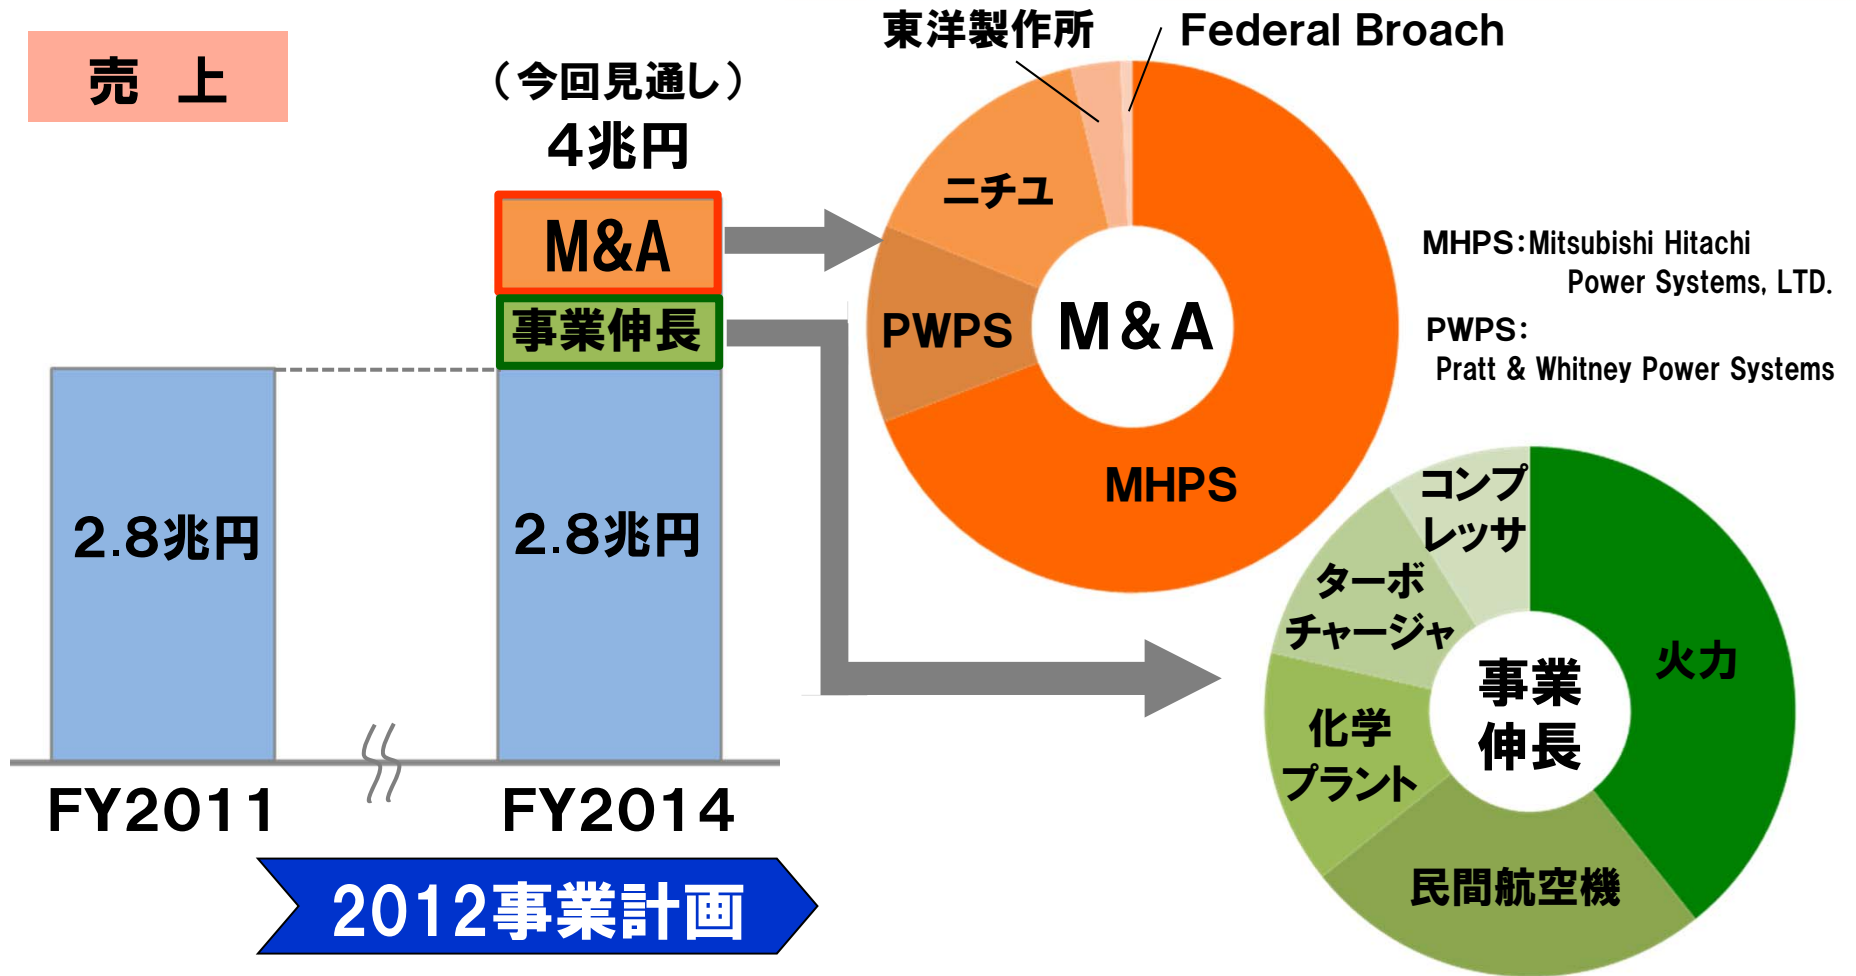 売 上
（今回見通し）
4兆円
M&A
事業伸長
2.8兆円
2.8兆円
FY2011
FY2014
2012事業計画
東洋製作所
Federal Broach
ニチユ
PWPS
M&A
MHPS
MHPS：Mitsubishi Hitachi
Power Systems, LTD.
PWPS：
Pratt & Whitney Power Systems
コンプ
レッサ
ターボ
チャージャ
火力
事業
伸長
化学
プラント
民間航空機